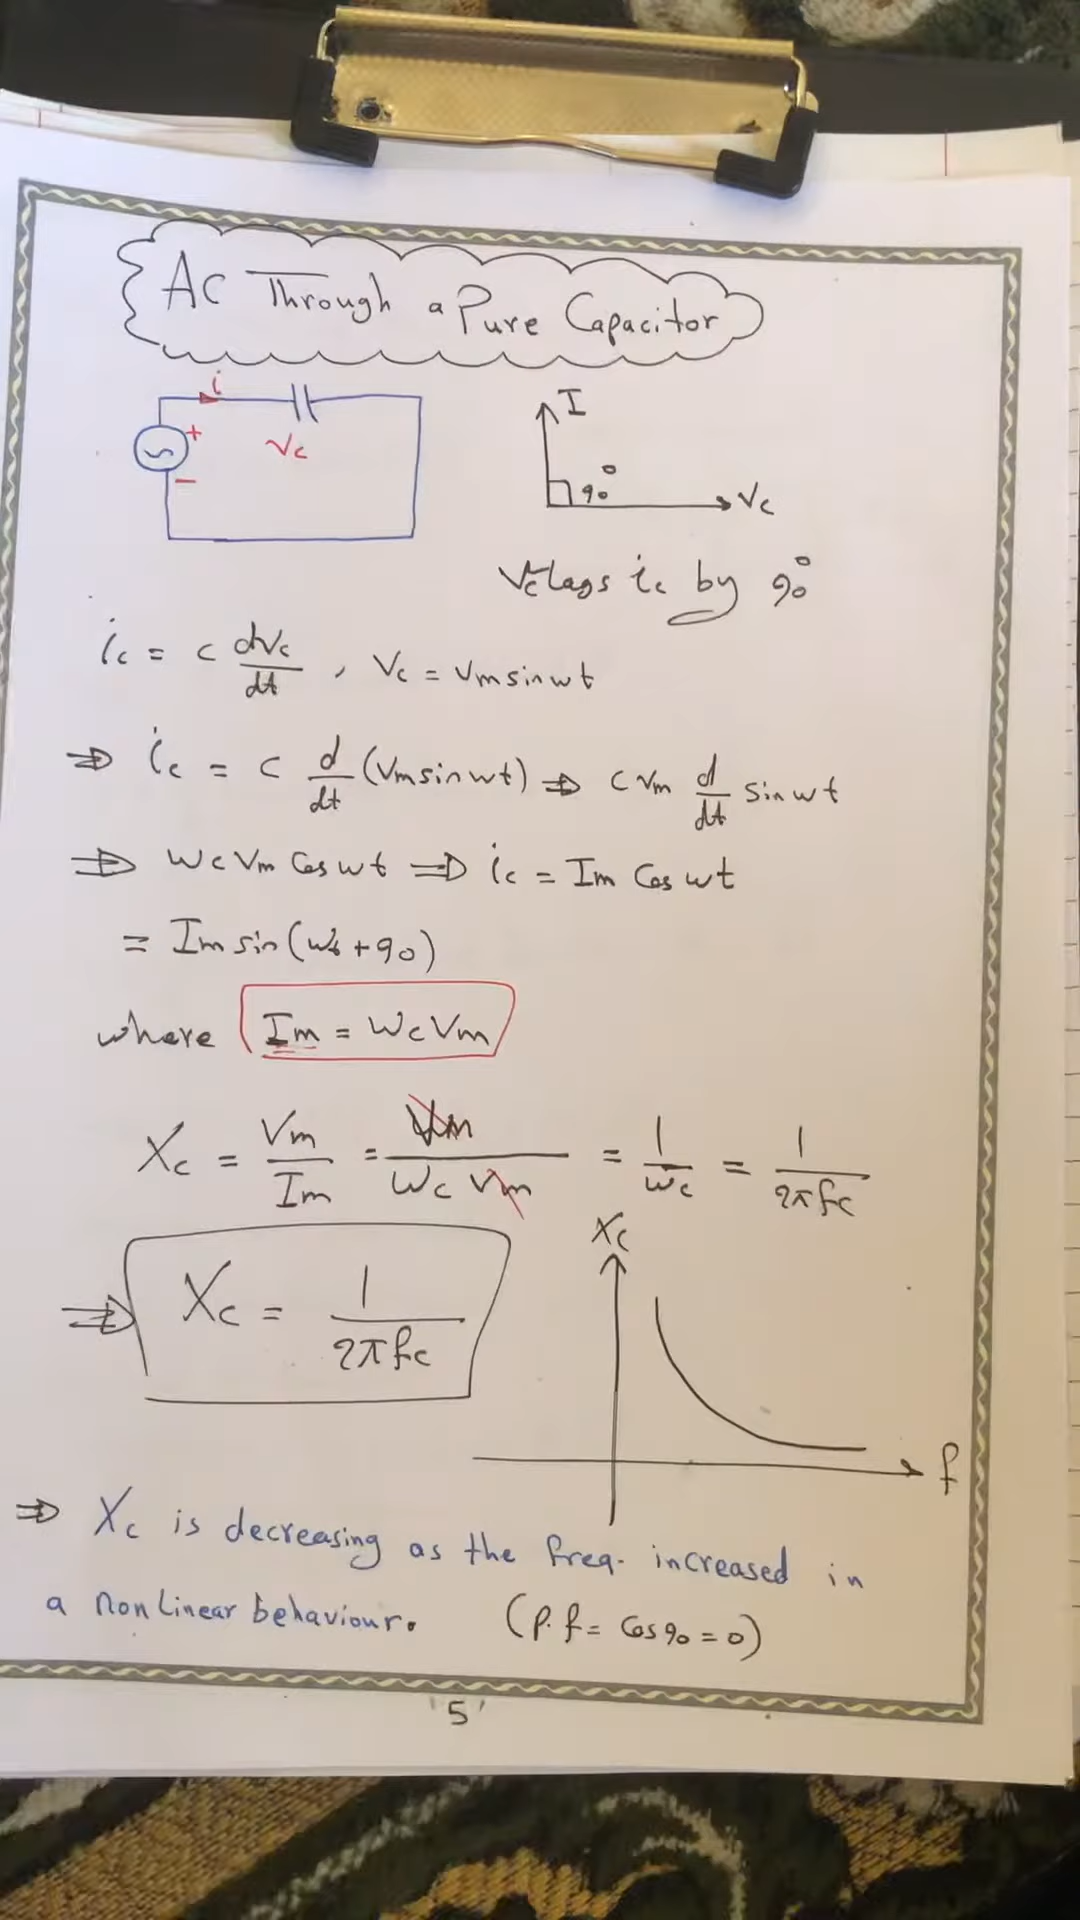 AC Through a Pure Capacitor
i
+
Vc
−
I
90°
Vc
Vc lags ic by 90°
ic = c dVc/dt , Vc = Vm sin wt
⇒ ic = c d/dt (Vm sin wt) ⇒ c Vm d/dt sin wt
⇒ wc Vm Cos wt ⇒ ic = Im Cos wt
= Im sin (wt + 90)
where Im = wc Vm
Xc = Vm/Im = Vm/wc Vm = 1/wc = 1/2πfc
Xc
⇒ Xc = 1/2πfc
f
⇒ Xc is decreasing as the freq. increased in
a non Linear behaviour. (p.f = Cos 90 = 0)
'5'